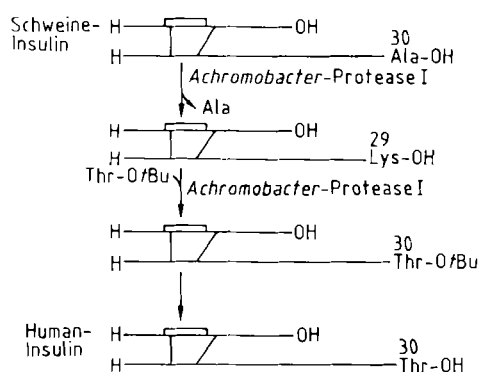 Schweine-
Insulin
H OH
30
H Ala-OH
Achromobacter-Protease I
Ala
H OH
29
H Lys-OH
Thr-OtBu
Achromobacter-Protease I
H OH
30
H Thr-OtBu
Human-
Insulin
H OH
30
H Thr-OH